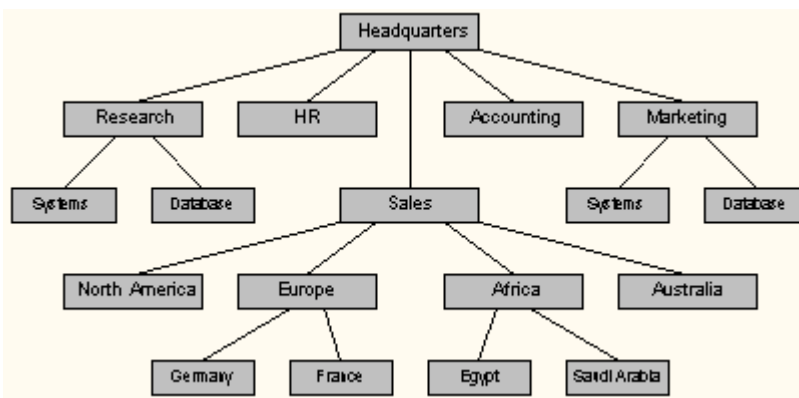 Headquarters
Research
HR
Accounting
Marketing
Systems
Database
Sales
Systems
Database
North America
Europe
Africa
Australia
Germany
France
Egypt
Saudi Arabia